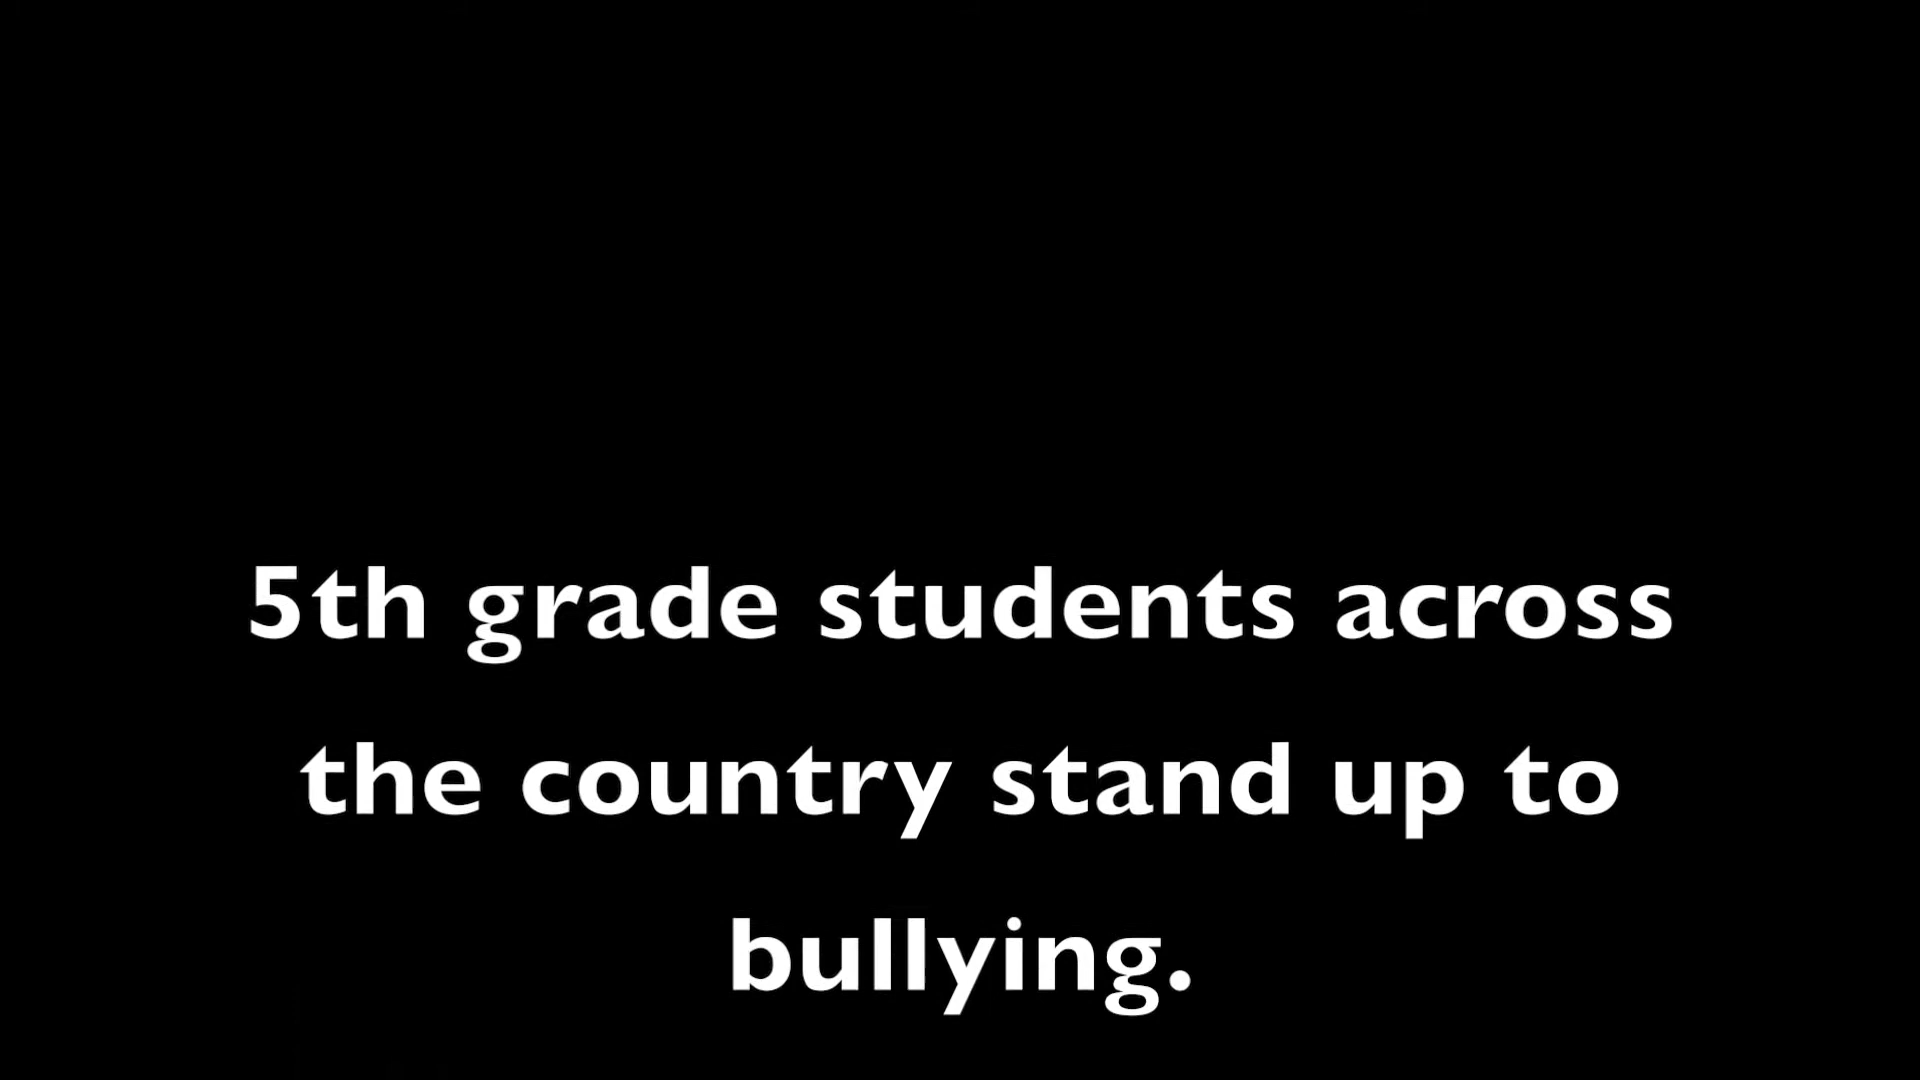 5th grade students across
the country stand up to
bullying.